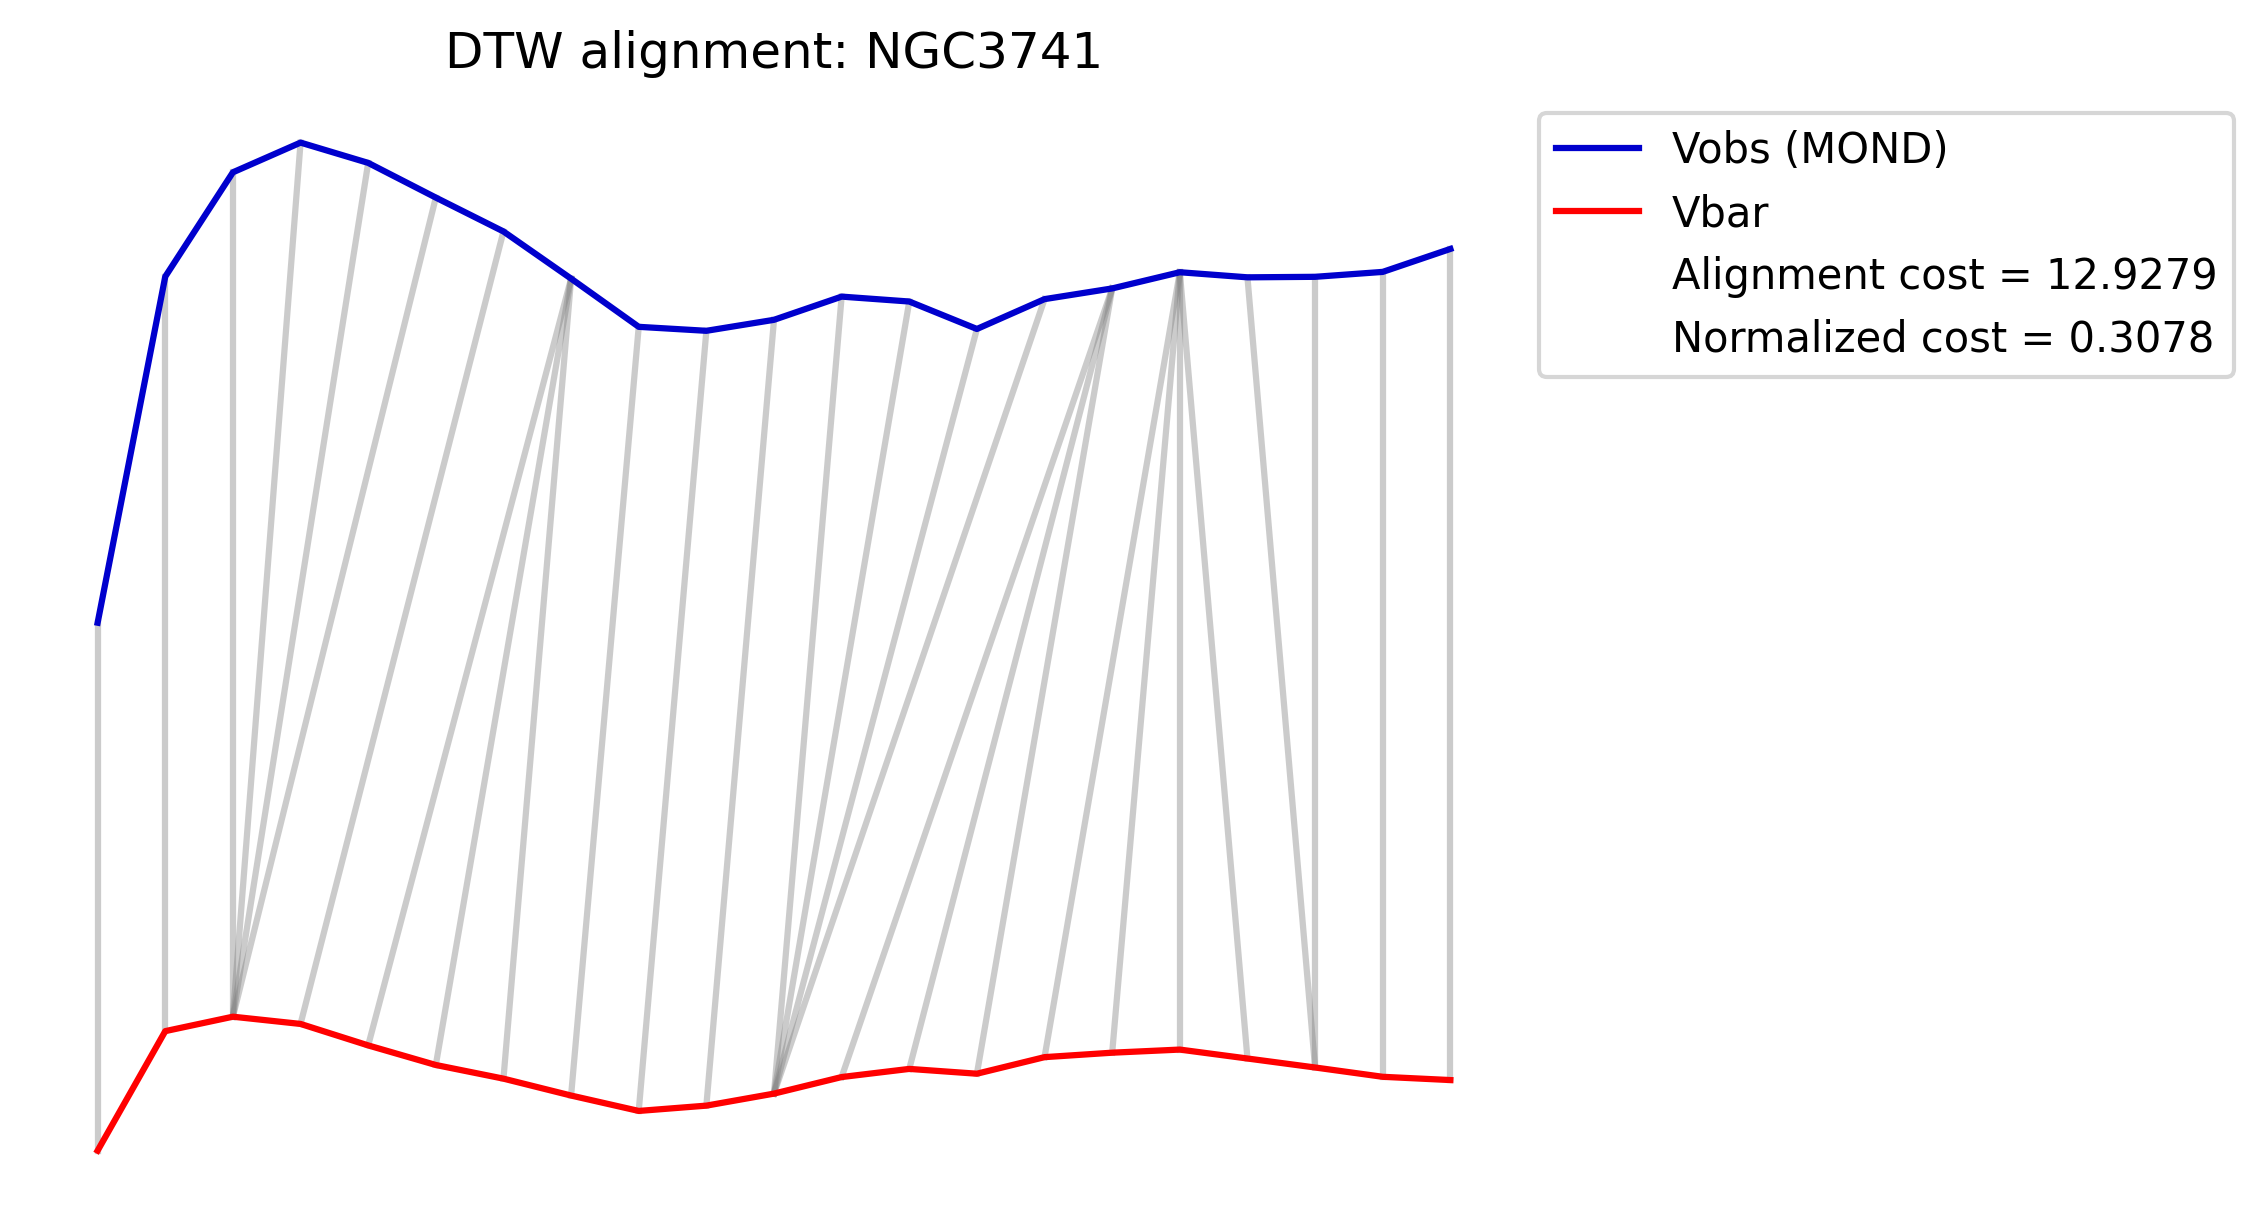 DTW alignment: NGC3741
Vobs (MOND)
Vbar
Alignment cost = 12.9279
Normalized cost = 0.3078